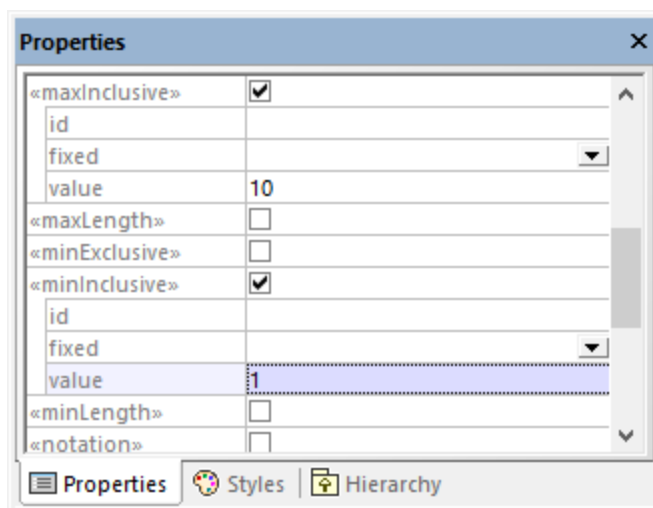 Properties
«maxInclusive»
id
fixed
value 10
«maxLength»
«minExclusive»
«minInclusive»
id
fixed
value 1
«minLength»
«notation»
Properties Styles Hierarchy